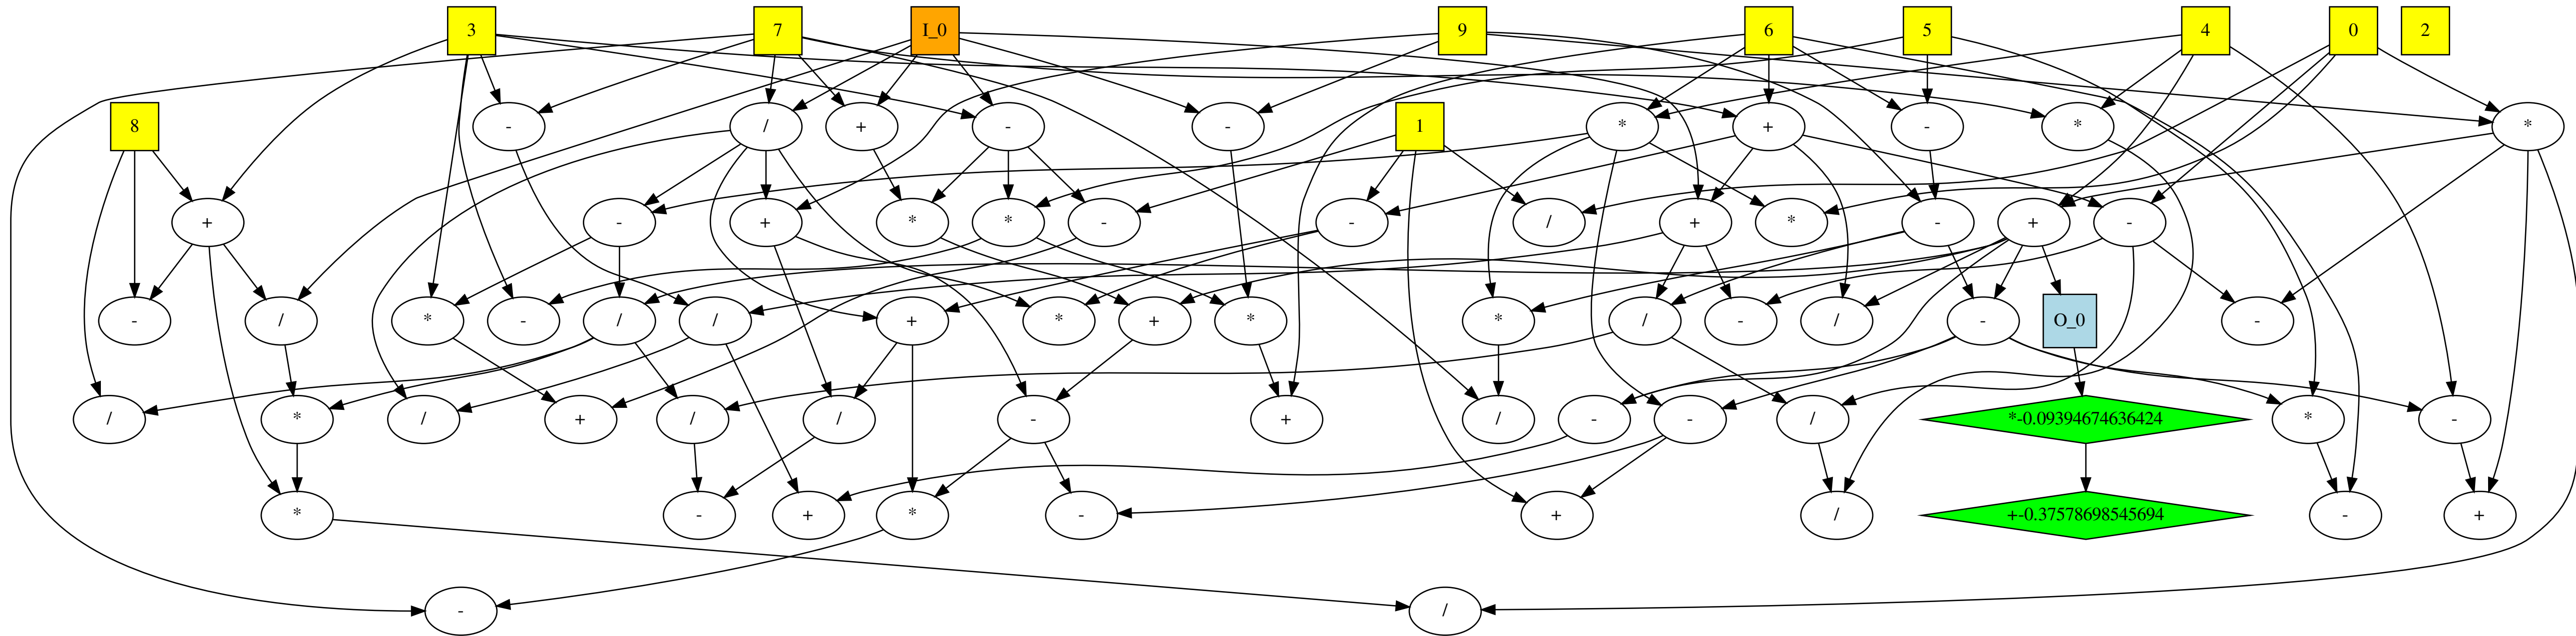 3 7 I_0 9 6 5 4 0 2
8 - / + - - 1 * + - * *
+ - + * * - - / * + - + -
- / * - / / + * + * * / - / - O_0 -
/ * / + / / - + / - - / *-0.09394674636424 * -
* - + * - + / +-0.37578698545694 - +
- /